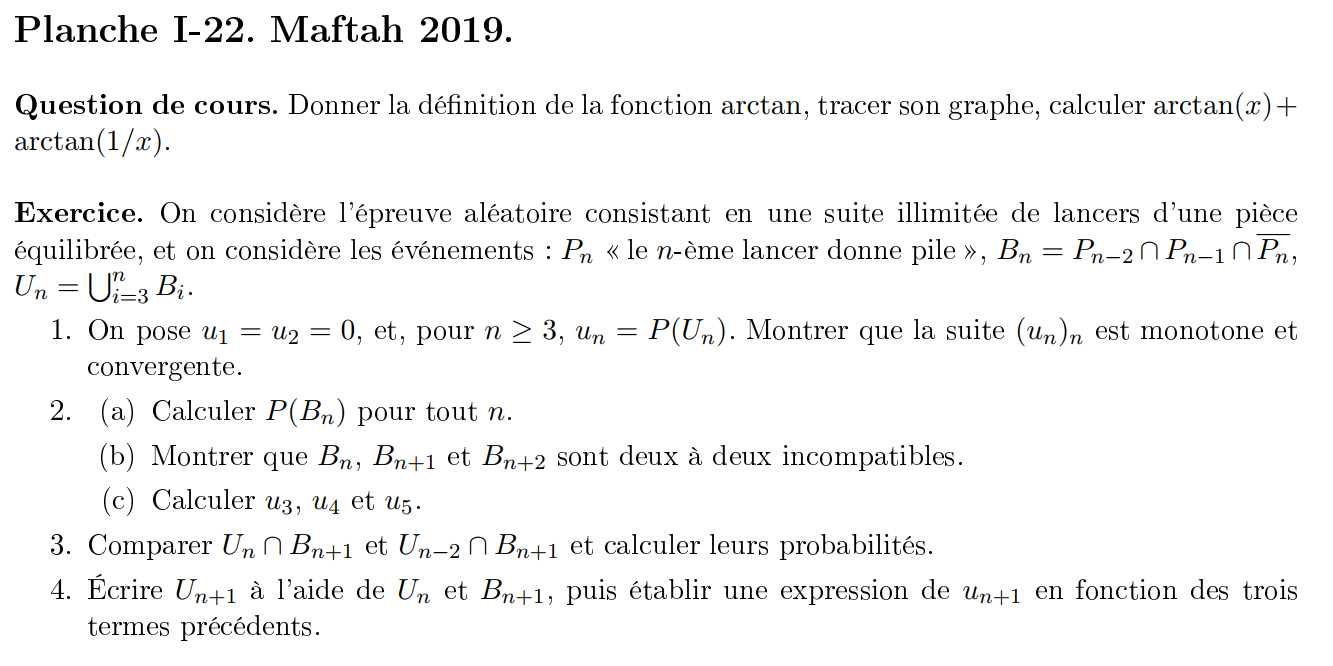 Planche I-22. Maftah 2019.
Question de cours. Donner la définition de la fonction arctan, tracer son graphe, calculer arctan(x)+
arctan(1/x).
Exercice. On considère l'épreuve aléatoire consistant en une suite illimitée de lancers d'une pièce
équilibrée, et on considère les événements : $P_n$ « le n-ème lancer donne pile », $B_n = P_{n-2} \cap P_{n-1} \cap \overline{P_n}$,
$U_n = \bigcup_{i=3}^{n} B_i$.
1. On pose $u_1 = u_2 = 0$, et, pour $n \geq 3$, $u_n = P(U_n)$. Montrer que la suite $(u_n)_n$ est monotone et
convergente.
2. (a) Calculer $P(B_n)$ pour tout n.
(b) Montrer que $B_n$, $B_{n+1}$ et $B_{n+2}$ sont deux à deux incompatibles.
(c) Calculer $u_3$, $u_4$ et $u_5$.
3. Comparer $U_n \cap B_{n+1}$ et $U_{n-2} \cap B_{n+1}$ et calculer leurs probabilités.
4. Écrire $U_{n+1}$ à l'aide de $U_n$ et $B_{n+1}$, puis établir une expression de $u_{n+1}$ en fonction des trois
termes précédents.